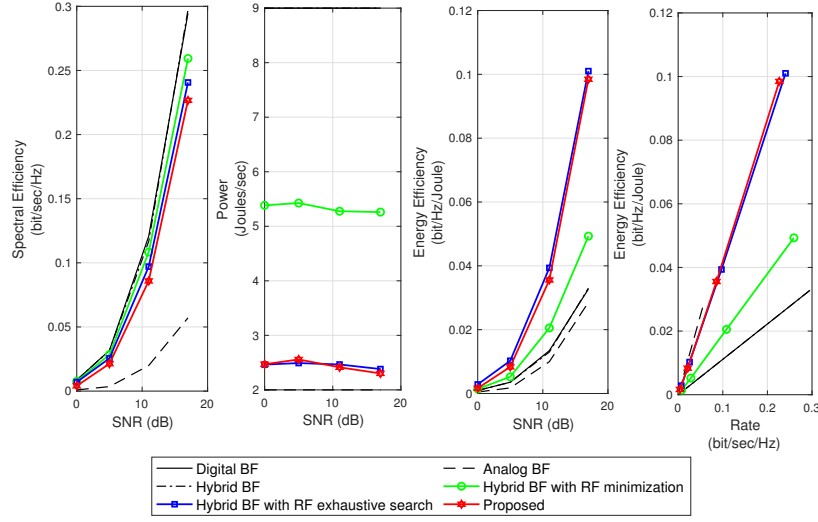 Spectral Efficiency
(bit/sec/Hz)
0.3
0.25
0.2
0.15
0.1
0.05
0
0
10
20
SNR (dB)
Power
(Joules/sec)
9
8
7
6
5
4
3
2
0
10
20
SNR (dB)
Energy Efficiency
(bit/Hz/Joule)
0.12
0.1
0.08
0.06
0.04
0.02
0
0
10
20
SNR (dB)
Energy Efficiency
(bit/Hz/Joule)
0.12
0.1
0.08
0.06
0.04
0.02
0
0
0.1
0.2
0.3
Rate
(bit/sec/Hz)
Digital BF
Analog BF
Hybrid BF
Hybrid BF with RF minimization
Hybrid BF with RF exhaustive search
Proposed